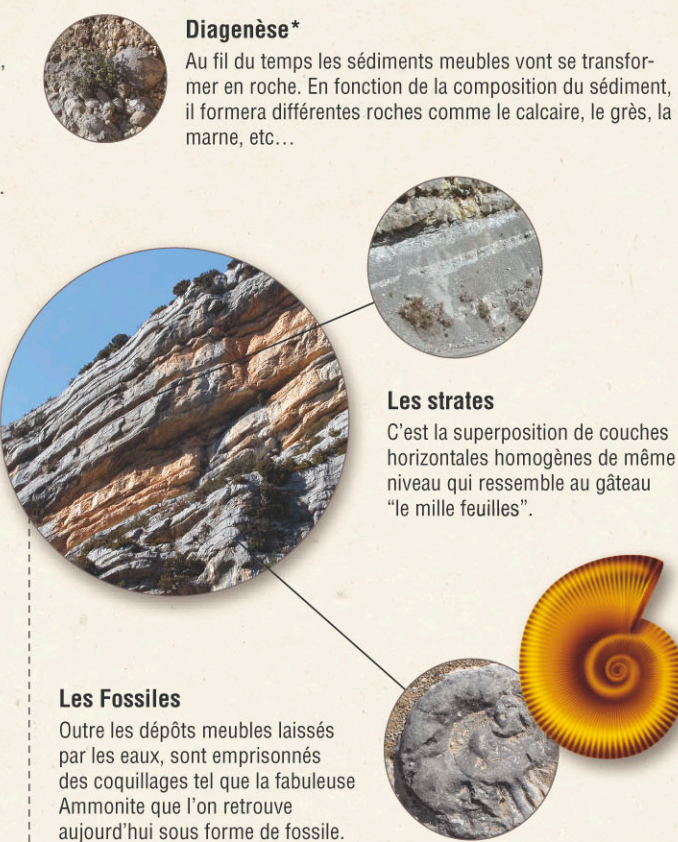 Diagenèse*
Au fil du temps les sédiments meubles vont se transfor-
mer en roche. En fonction de la composition du sédiment,
il formera différentes roches comme le calcaire, le grès, la
marne, etc…
Les strates
C'est la superposition de couches
horizontales homogènes de même
niveau qui ressemble au gâteau
“le mille feuilles”.
Les Fossiles
Outre les dépôts meubles laissés
par les eaux, sont emprisonnés
des coquillages tel que la fabuleuse
Ammonite que l'on retrouve
aujourd'hui sous forme de fossile.